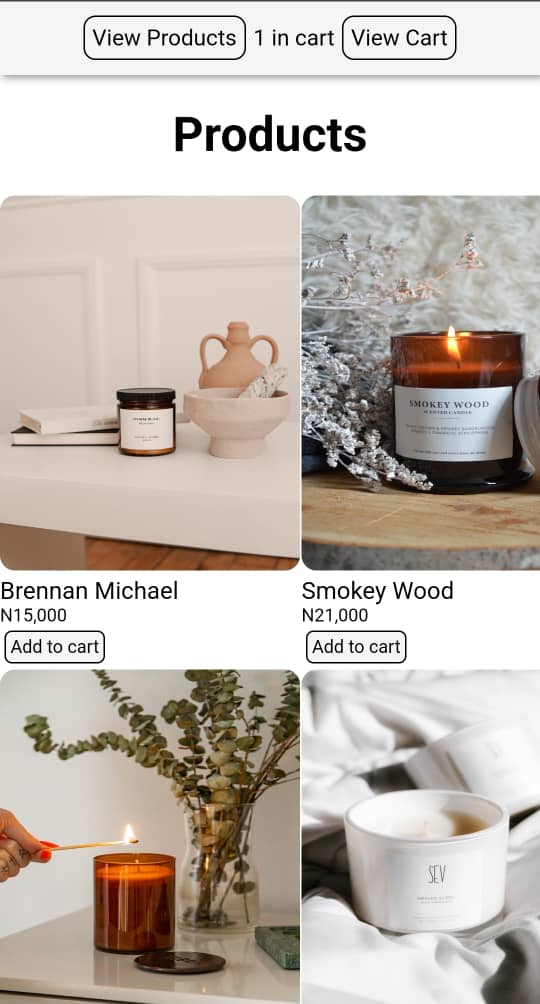 View Products 1 in cart View Cart
Products
SMOKEY WOOD
SCENTED CANDLE
Brennan Michael
N15,000
Add to cart
Smokey Wood
N21,000
Add to cart
SEV